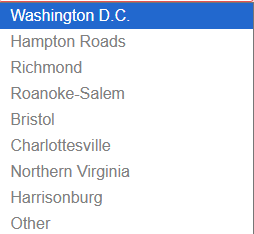 Washington D.C.
Hampton Roads
Richmond
Roanoke-Salem
Bristol
Charlottesville
Northern Virginia
Harrisonburg
Other